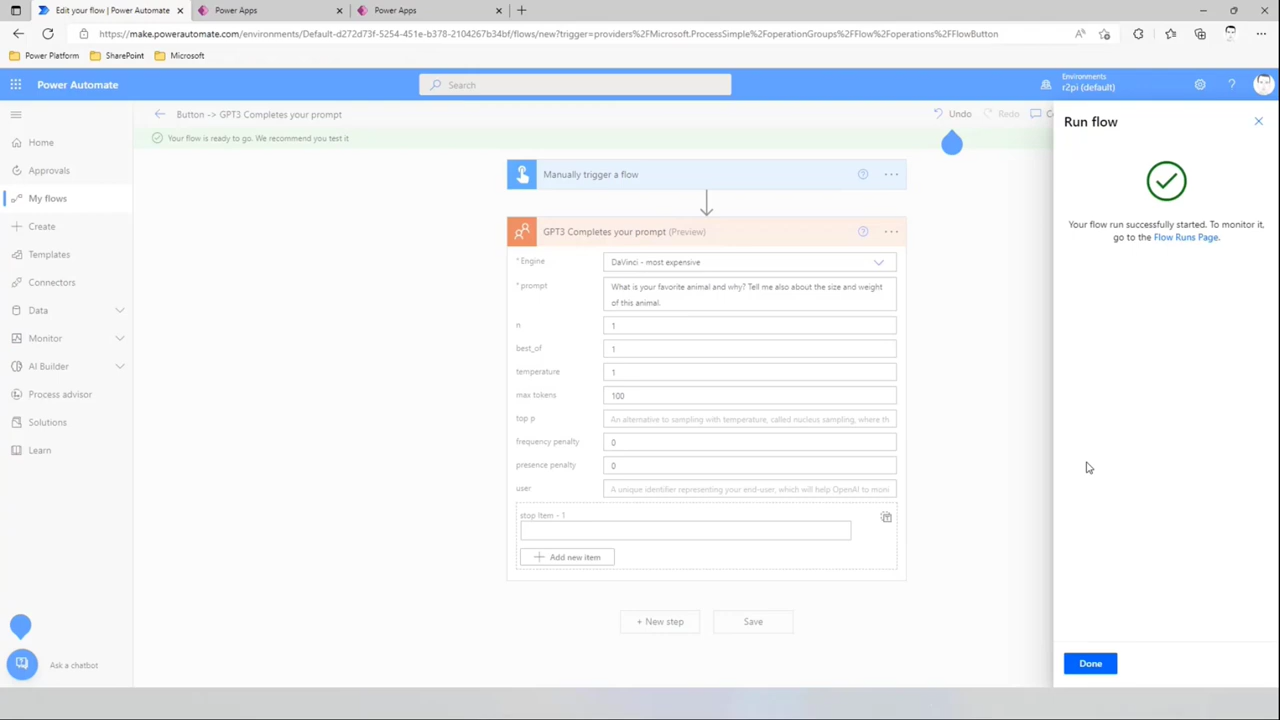 Edit your flow | Power Automate
Power Apps
Power Apps
https://make.powerautomate.com/environments/Default-d272d73f-5254-451e-b378-2104267b34bf/flows/new?trigger=providers%2FMicrosoft.ProcessSimple%2FoperationGroups%2FFlow%2Foperations%2FFlowButton
Power Platform
SharePoint
Microsoft
Power Automate
Search
Environments
r2pi (default)
Home
Approvals
My flows
Create
Templates
Connectors
Data
Monitor
AI Builder
Process advisor
Solutions
Learn
Ask a chatbot
Button -> GPT3 Completes your prompt
Undo
Redo
Your flow is ready to go. We recommend you test it
Manually trigger a flow
GPT3 Completes your prompt (Preview)
* Engine
DaVinci - most expensive
* prompt
What is your favorite animal and why? Tell me also about the size and weight
of this animal.
n
1
best_of
1
temperature
1
max tokens
100
top p
An alternative to sampling with temperature, called nucleus sampling, where th
frequency penalty
0
presence penalty
0
user
A unique identifier representing your end-user, which will help OpenAI to moni
stop Item - 1
Add new item
+ New step
Save
Run flow
Your flow run successfully started. To monitor it,
go to the Flow Runs Page.
Done